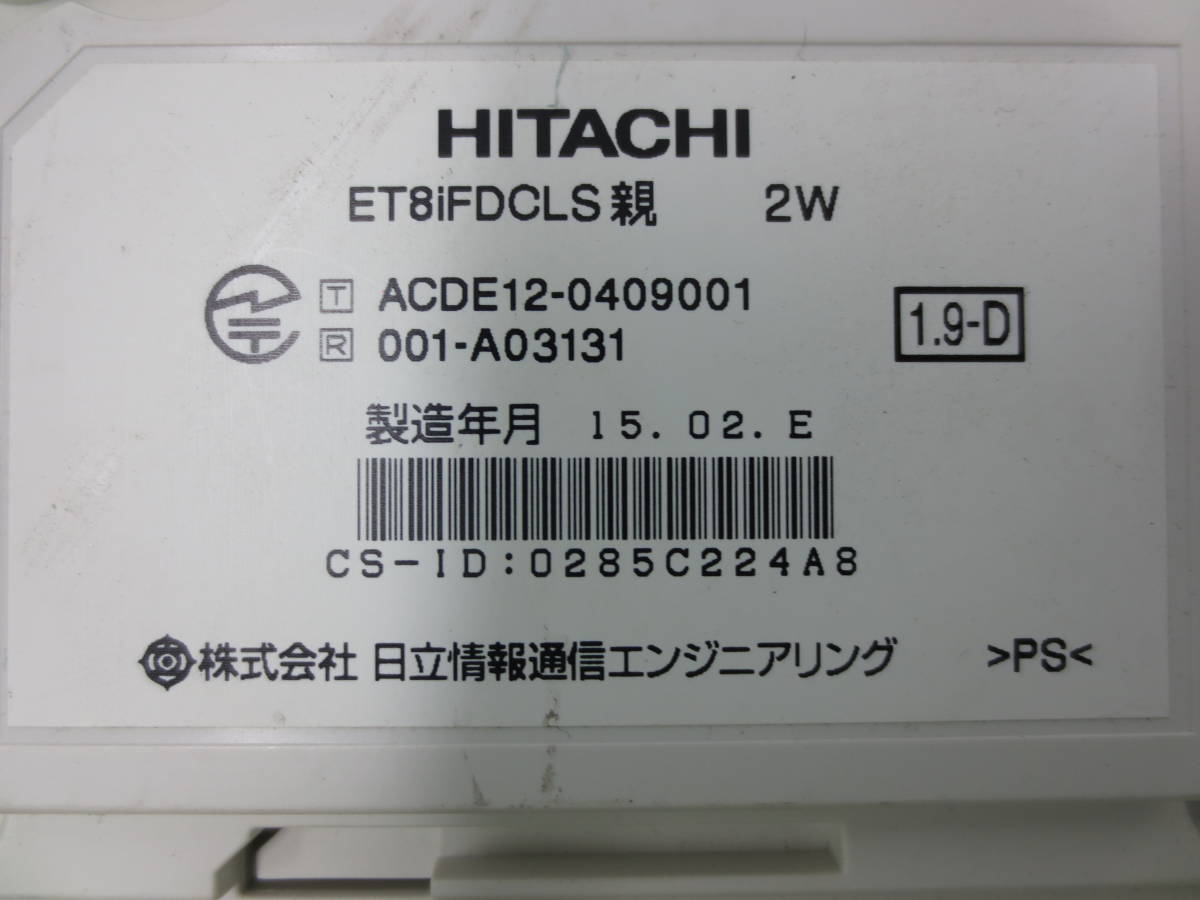 HITACHI
ET8iFDCLS親 2W
T ACDE12-0409001
R 001-A03131
1.9-D
製造年月 15.02.E
CS-ID:0285C224A8
株式会社 日立情報通信エンジニアリング >PS<